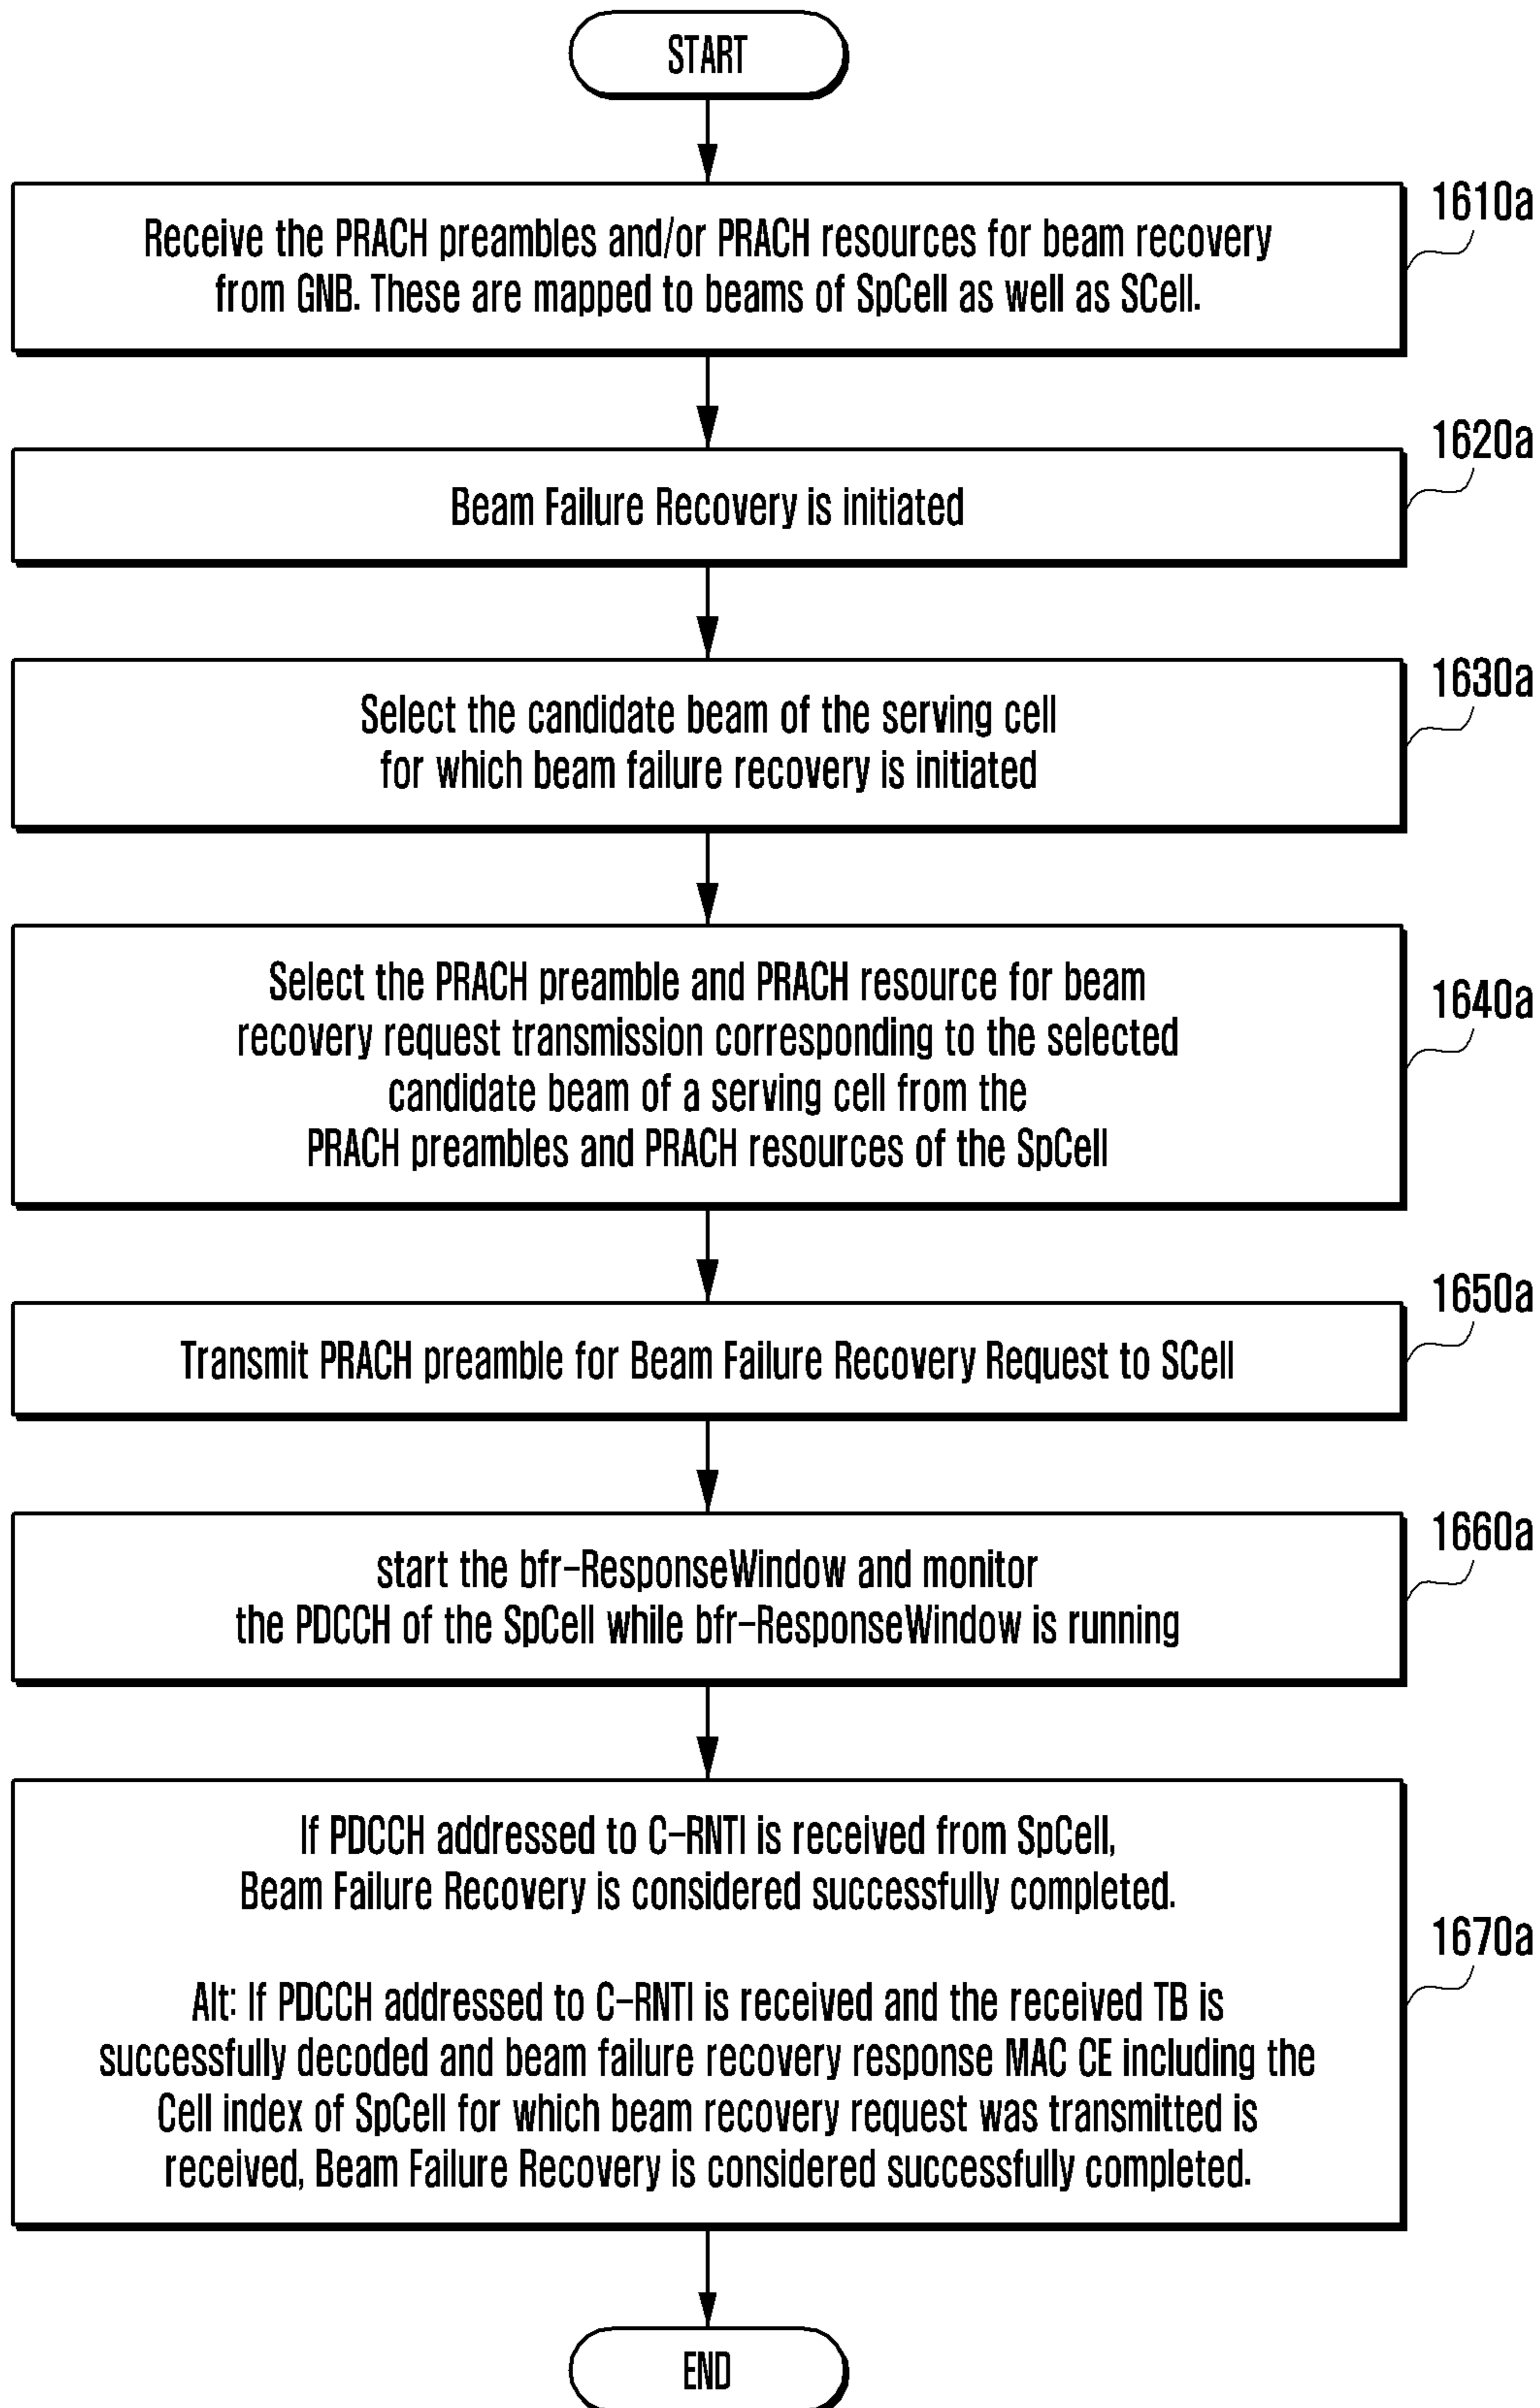 START
1610a
Receive the PRACH preambles and/or PRACH resources for beam recovery
from GNB. These are mapped to beams of SpCell as well as SCell.
1620a
Beam Failure Recovery is initiated
1630a
Select the candidate beam of the serving cell
for which beam failure recovery is initiated
1640a
Select the PRACH preamble and PRACH resource for beam
recovery request transmission corresponding to the selected
candidate beam of a serving cell from the
PRACH preambles and PRACH resources of the SpCell
1650a
Transmit PRACH preamble for Beam Failure Recovery Request to SCell
1660a
start the bfr-ResponseWindow and monitor
the PDCCH of the SpCell while bfr-ResponseWindow is running
1670a
If PDCCH addressed to C-RNTI is received from SpCell,
Beam Failure Recovery is considered successfully completed.
Alt: If PDCCH addressed to C-RNTI is received and the received TB is
successfully decoded and beam failure recovery response MAC CE including the
Cell index of SpCell for which beam recovery request was transmitted is
received, Beam Failure Recovery is considered successfully completed.
END